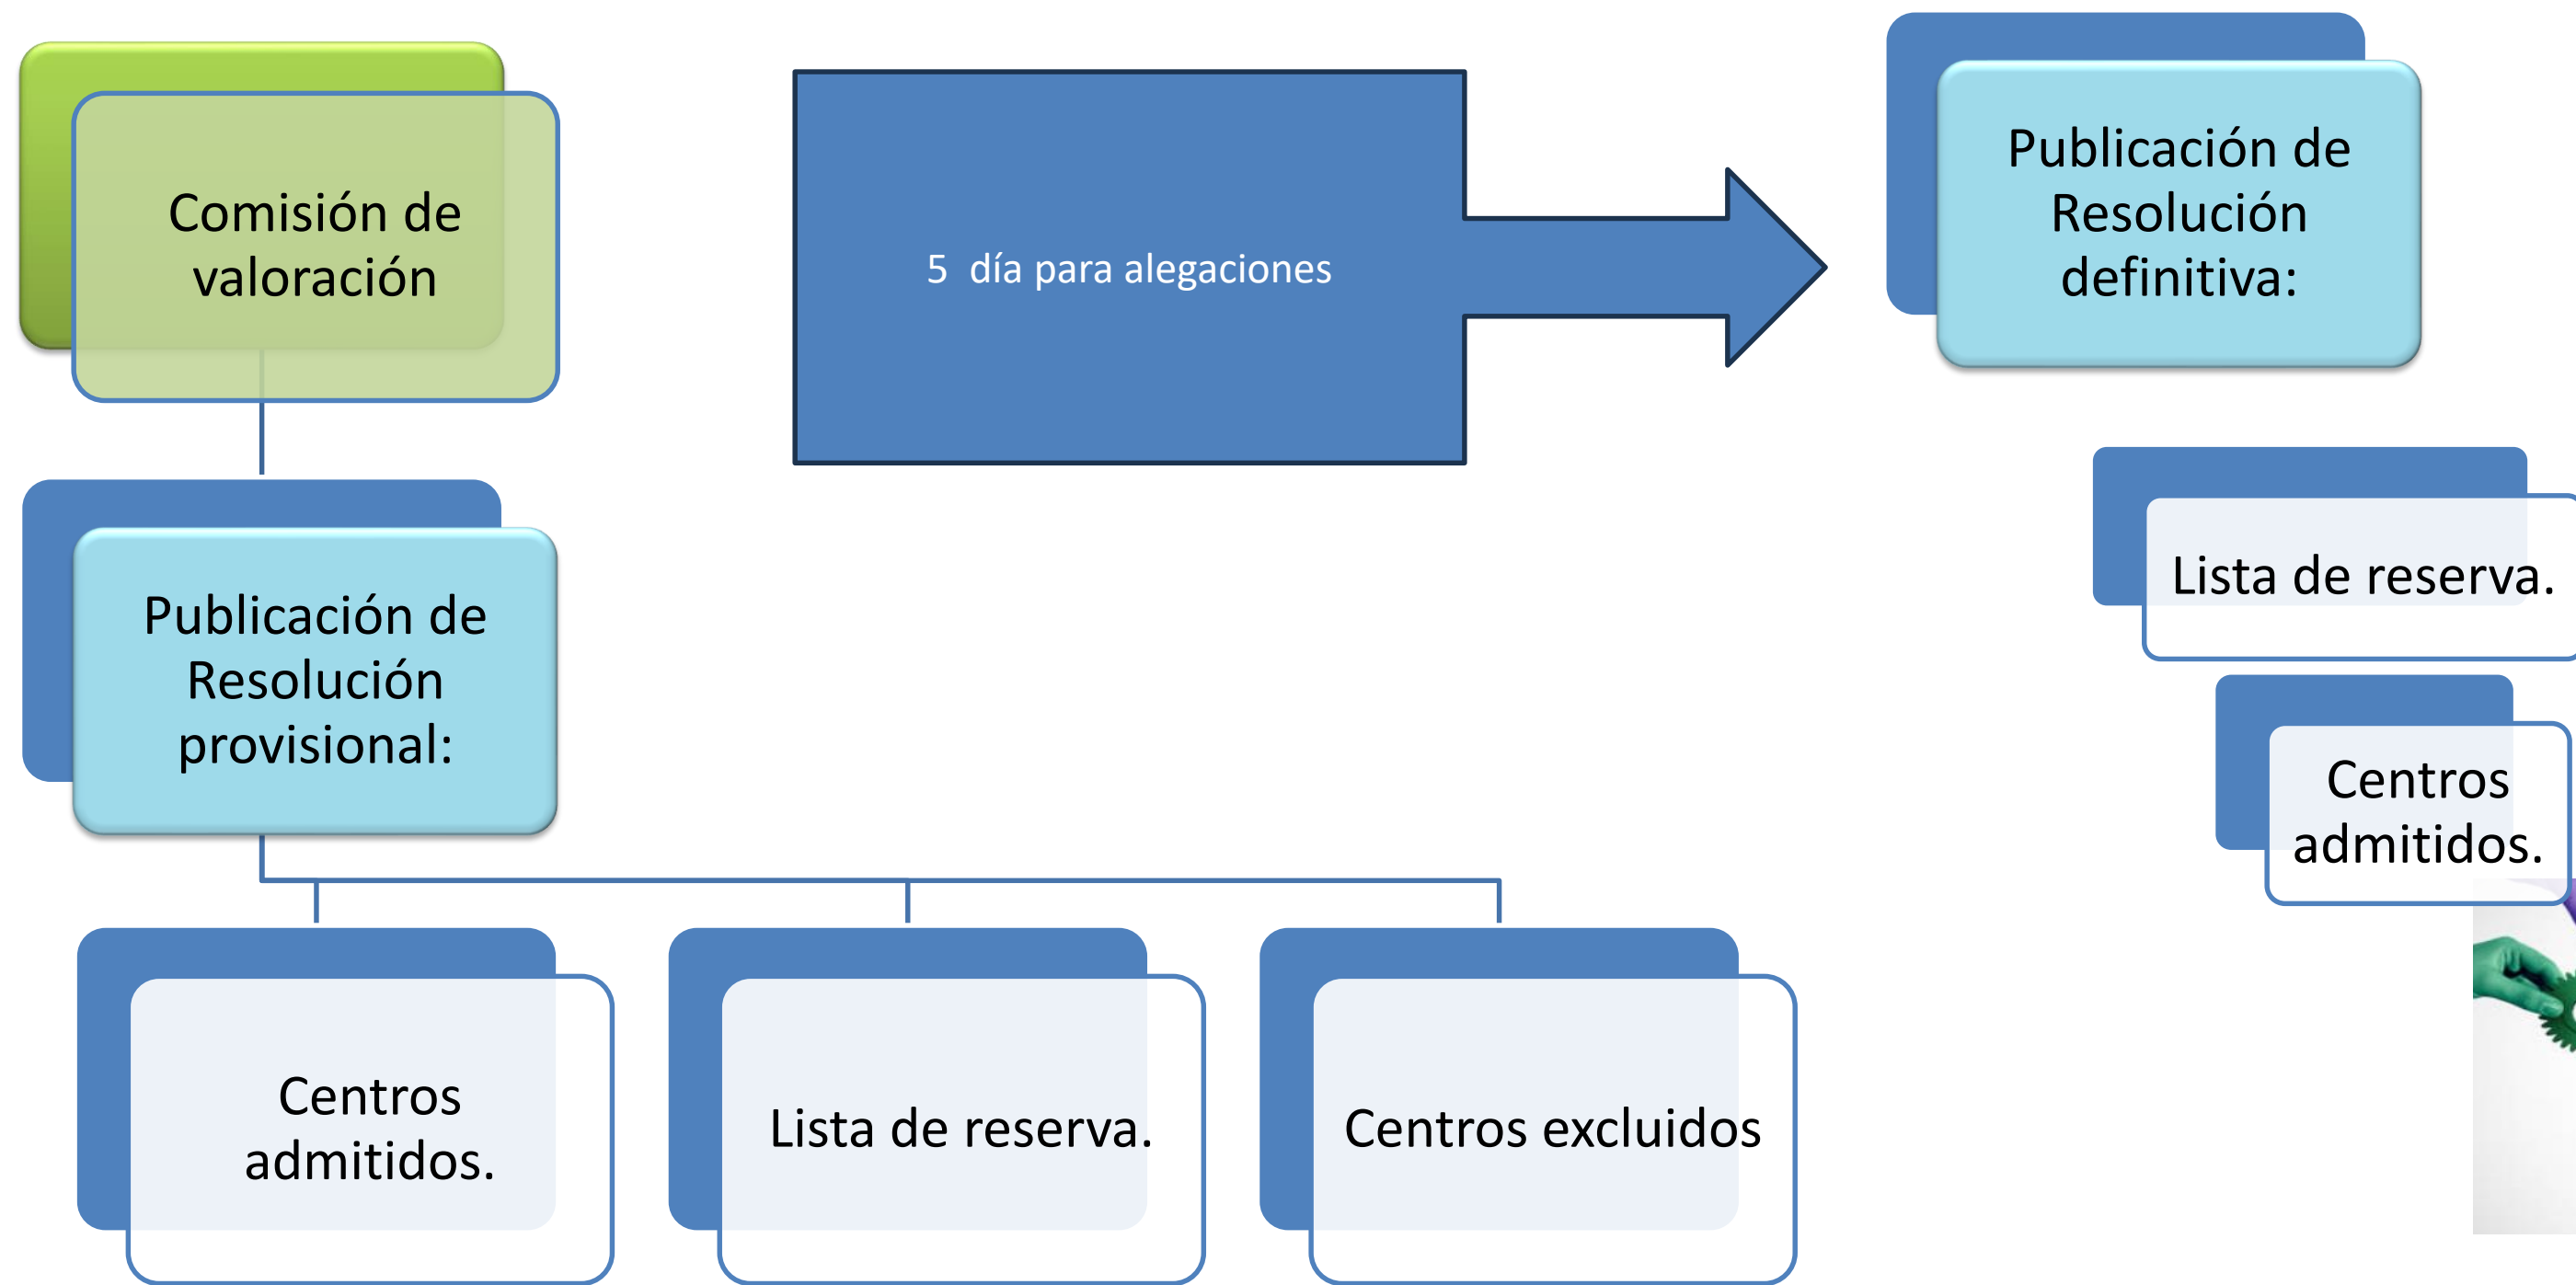 Comisión de
valoración
Publicación de
Resolución
provisional:
Centros
admitidos.
Lista de reserva.
Centros excluidos
5  día para alegaciones
Publicación de
Resolución
definitiva:
Lista de reserva.
Centros
admitidos.